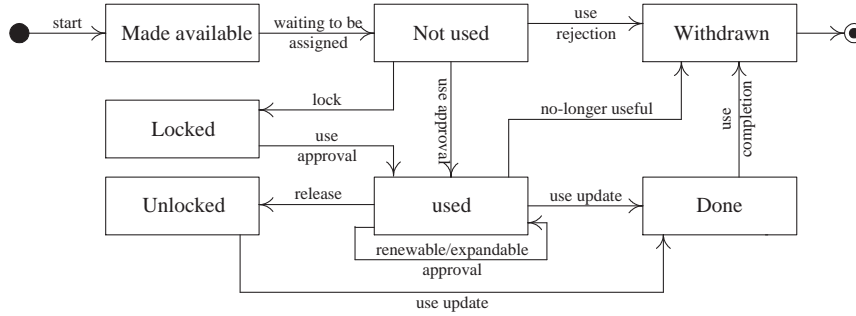 start
Made available
waiting to be
assigned
Not used
use
rejection
Withdrawn
lock
Locked
use
approval
use approval
no-longer useful
use
completion
Unlocked
release
used
use update
Done
renewable/expandable
approval
use update